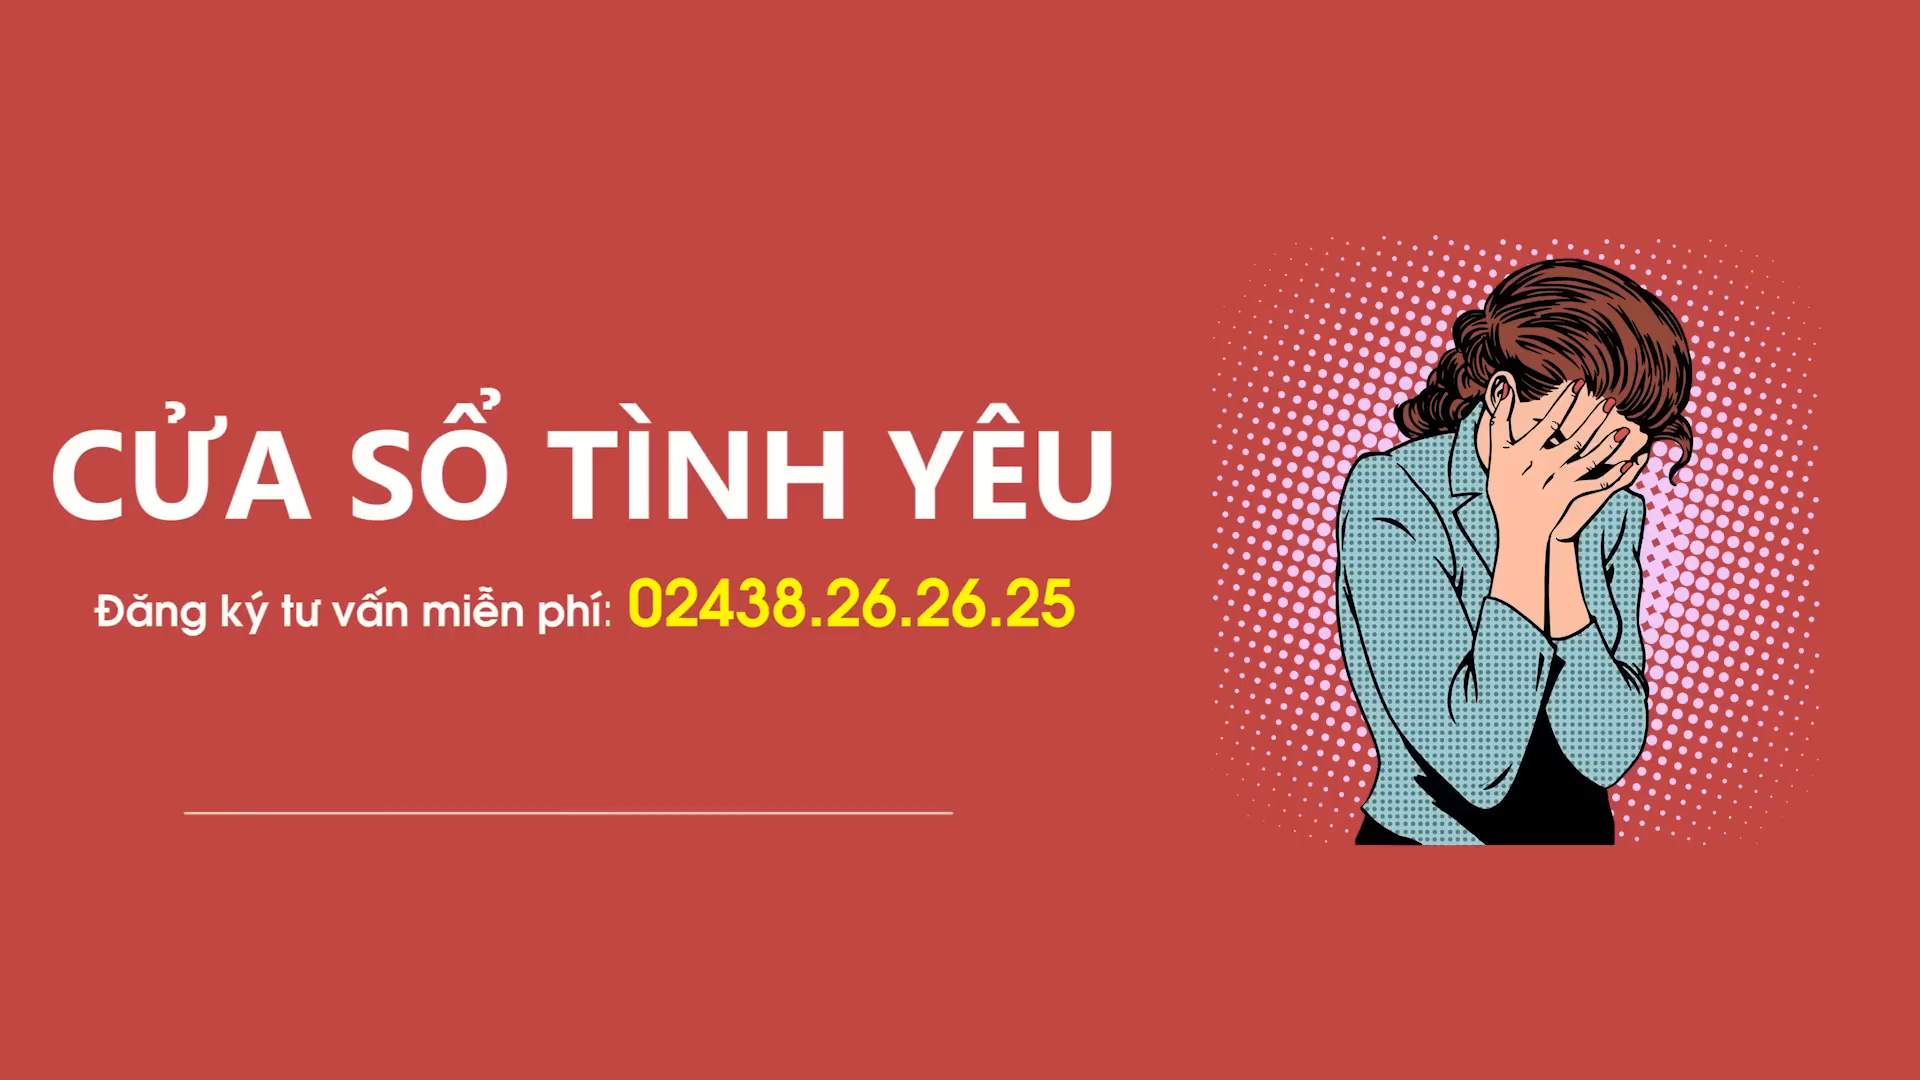 CỬA SỔ TÌNH YÊU
Đăng ký tư vấn miễn phí: 02438.26.26.25